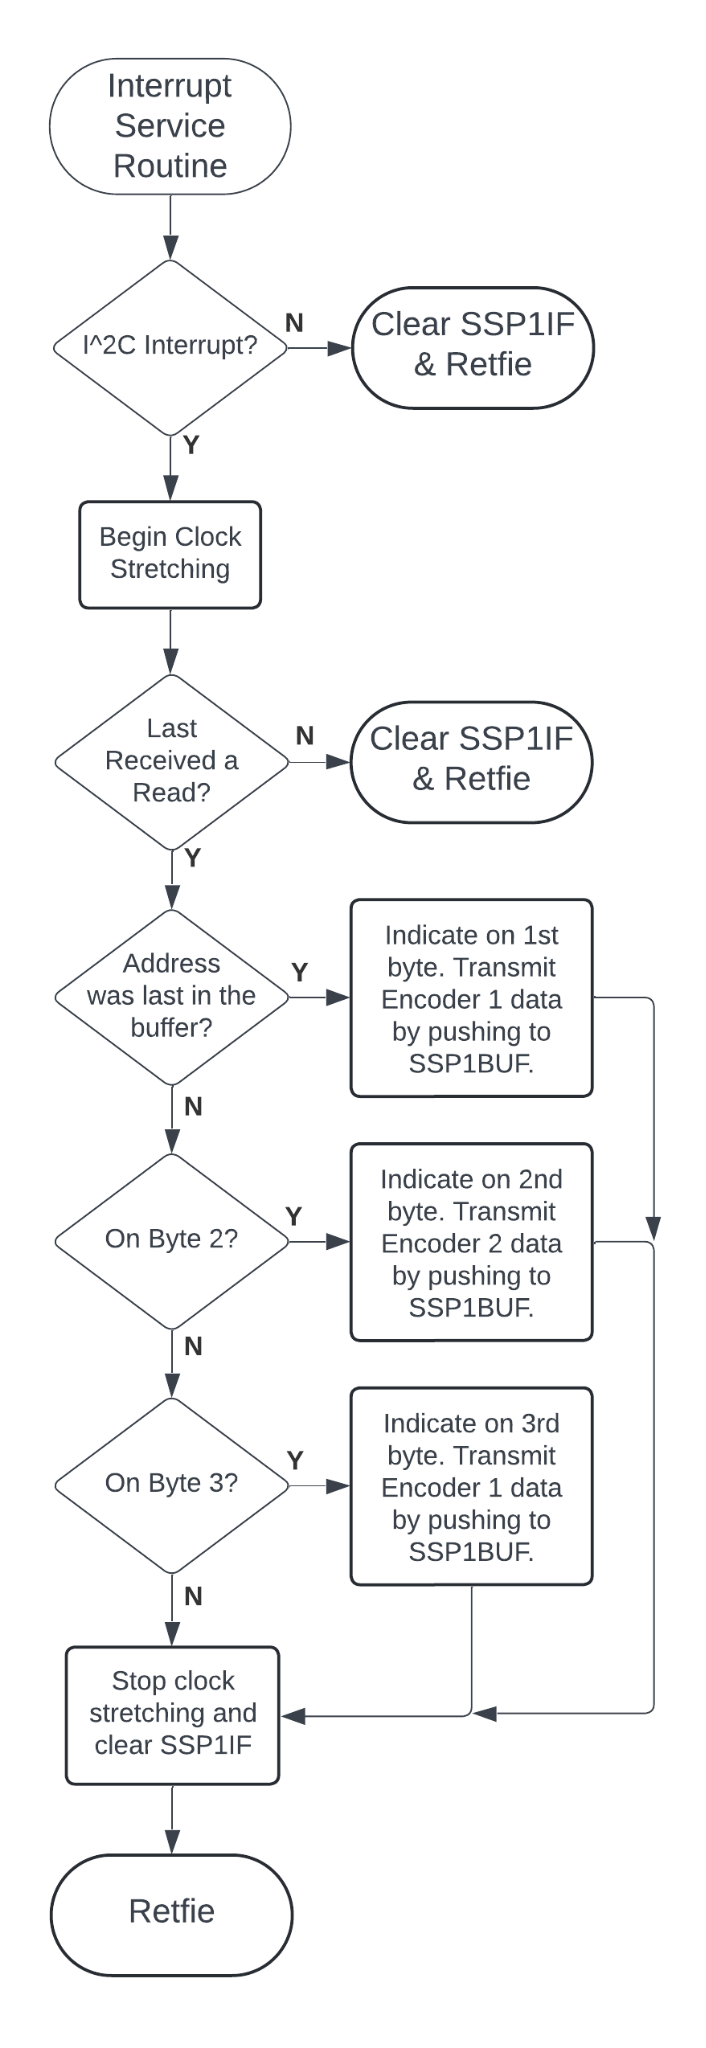 Interrupt
Service
Routine
I^2C Interrupt?
N
Clear SSP1IF
& Retfie
Y
Begin Clock
Stretching
Last
Received a
Read?
N
Clear SSP1IF
& Retfie
Y
Address
was last in the
buffer?
Y
Indicate on 1st
byte. Transmit
Encoder 1 data
by pushing to
SSP1BUF.
N
On Byte 2?
Y
Indicate on 2nd
byte. Transmit
Encoder 2 data
by pushing to
SSP1BUF.
N
On Byte 3?
Y
Indicate on 3rd
byte. Transmit
Encoder 1 data
by pushing to
SSP1BUF.
N
Stop clock
stretching and
clear SSP1IF
Retfie